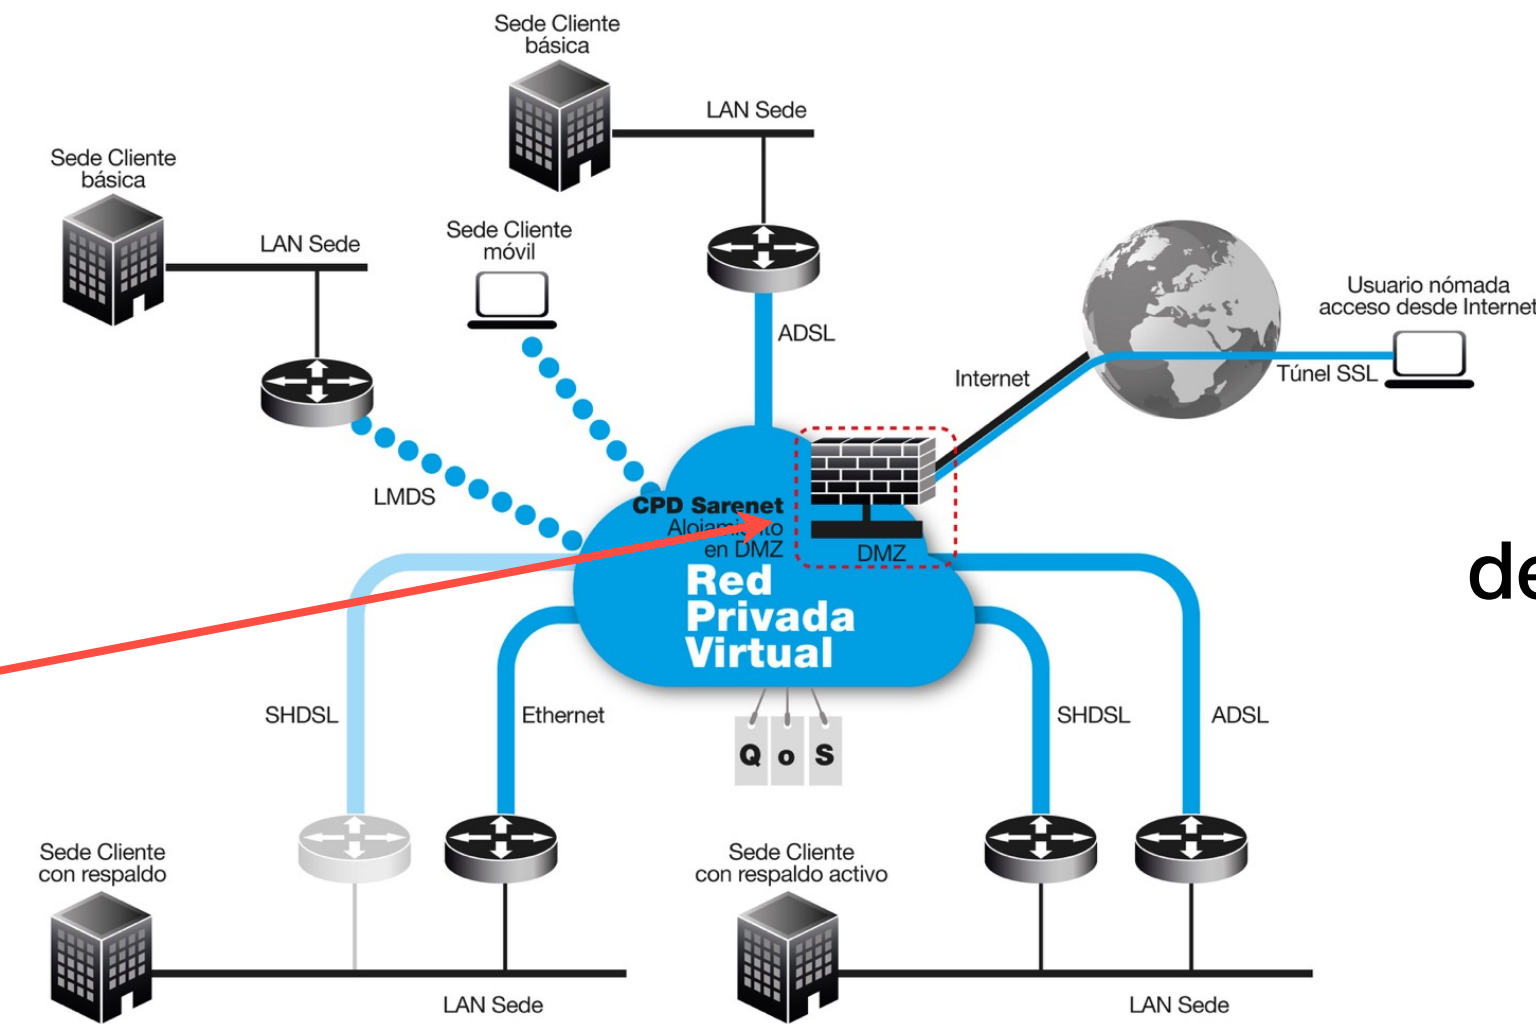 Sede Cliente
básica
LAN Sede
Sede Cliente
básica
LAN Sede
Sede Cliente
móvil
ADSL
Usuario nómada
acceso desde Internet
Internet
Túnel SSL
LMDS
CPD Sarenet
Alojamiento
en DMZ
DMZ
Red
Privada
Virtual
de
SHDSL
Ethernet
SHDSL
ADSL
Q o S
Sede Cliente
con respaldo
Sede Cliente
con respaldo activo
LAN Sede
LAN Sede